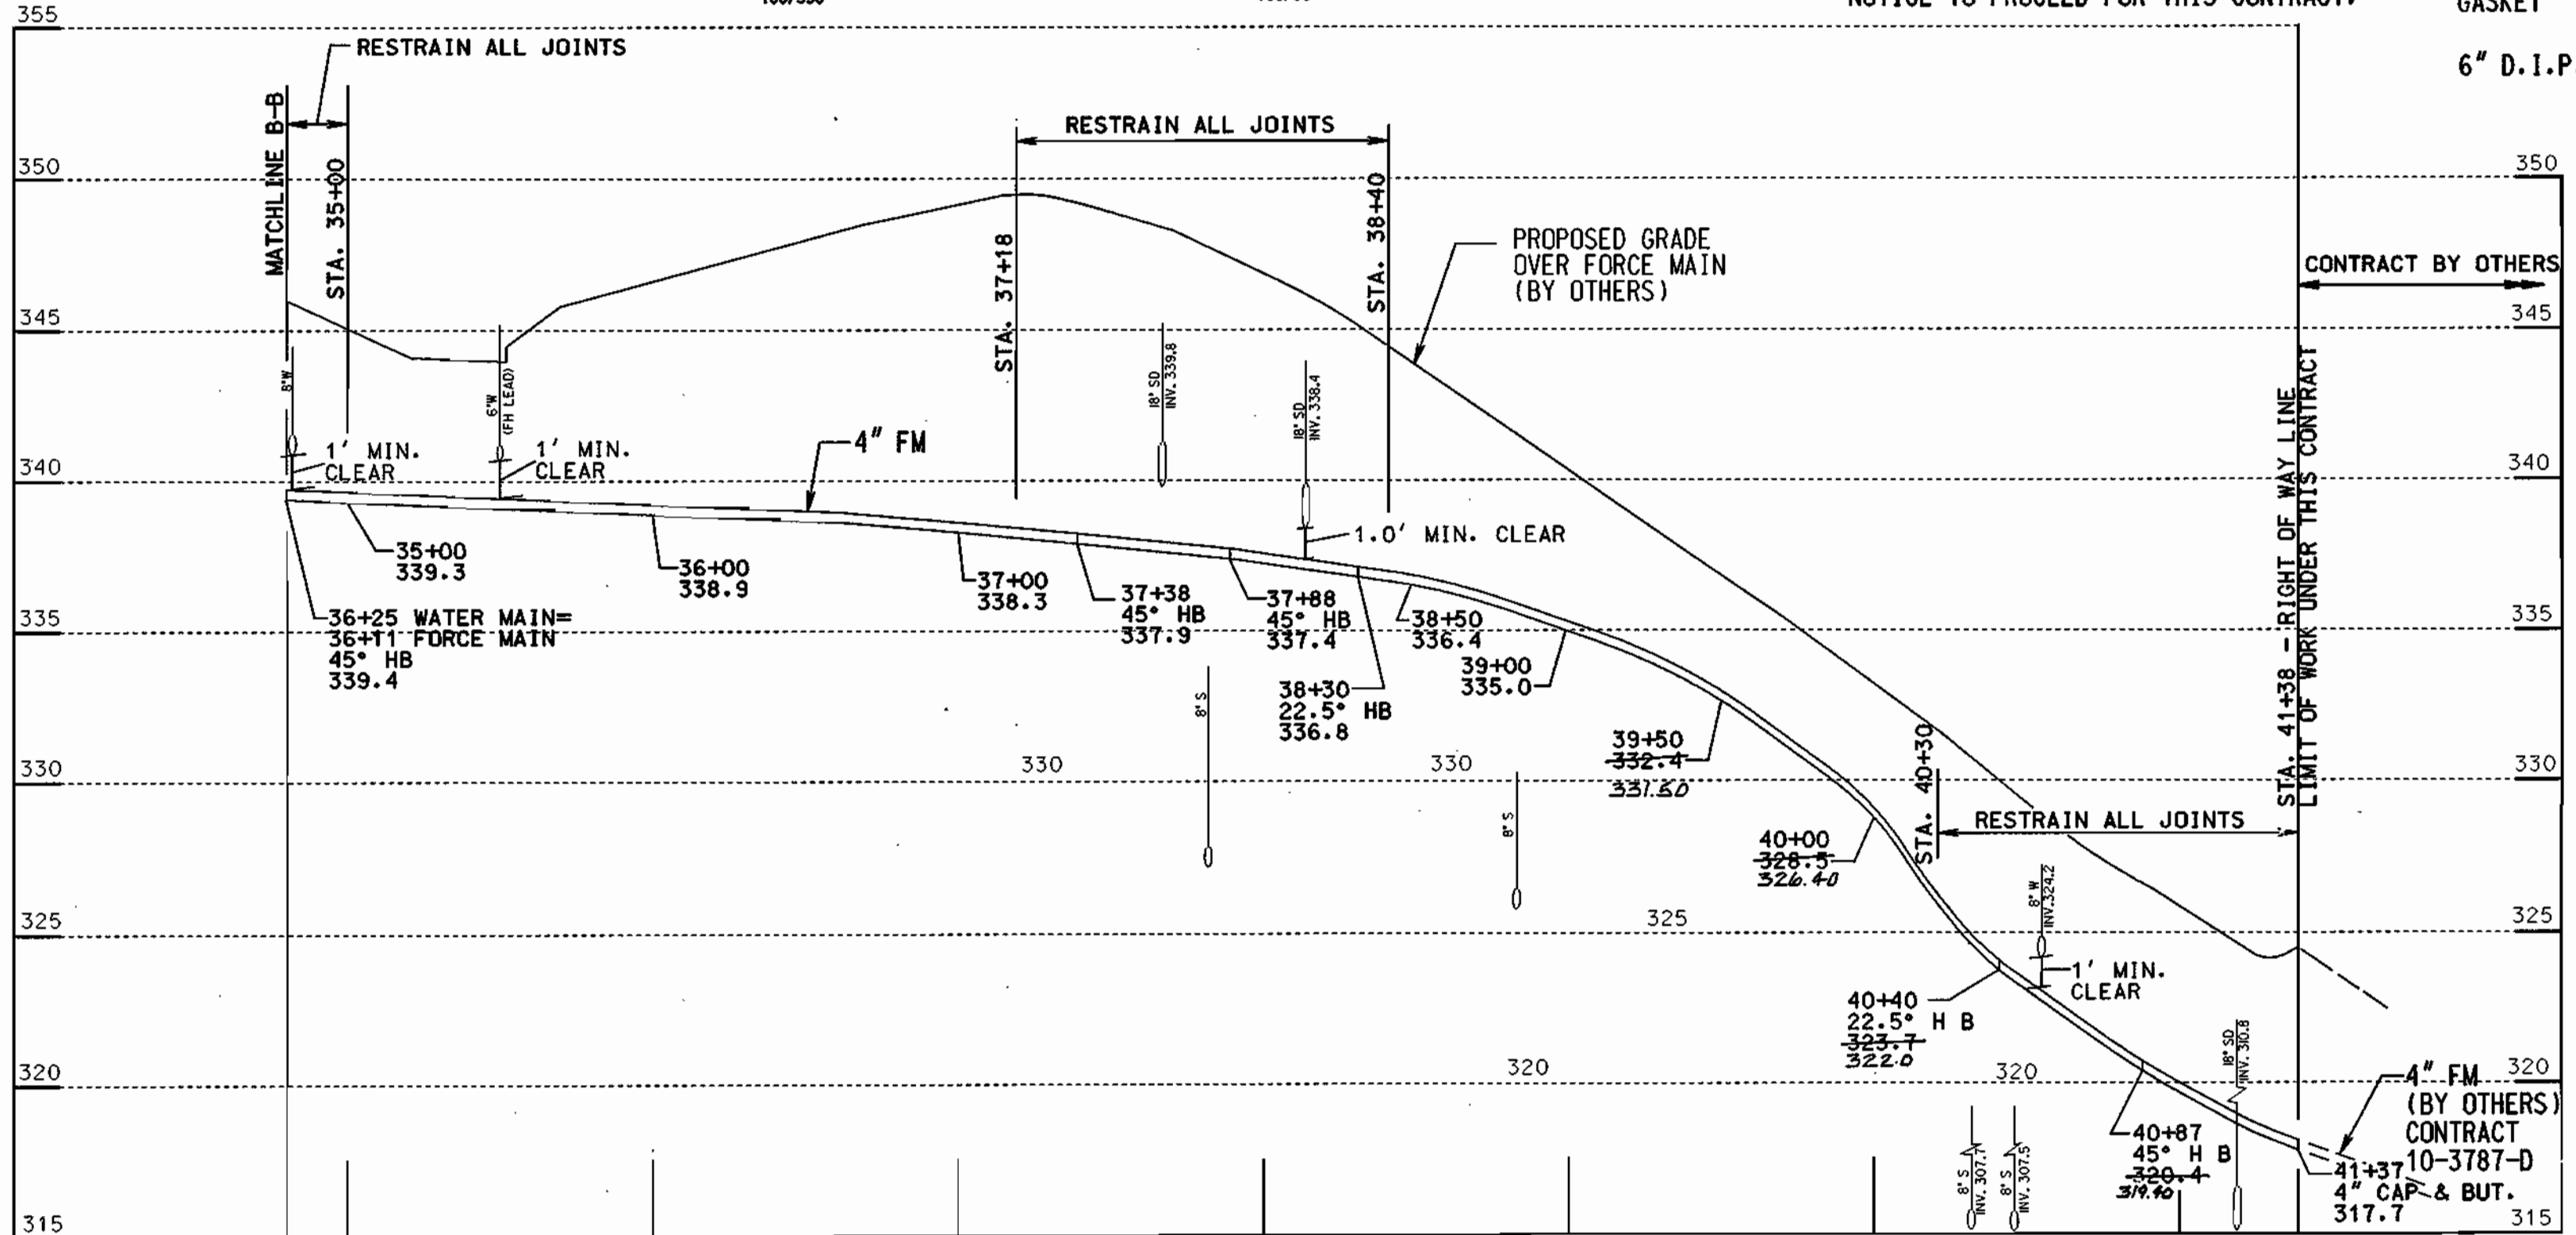 NOTICE TO PROCEED FOR THIS CONTRACT.
GASKET
6" D.I.P
355
RESTRAIN ALL JOINTS
MATCHLINE B-B
STA. 35+00
RESTRAIN ALL JOINTS
350
350
STA. 37+18
STA. 38+40
PROPOSED GRADE
OVER FORCE MAIN
(BY OTHERS)
CONTRACT BY OTHERS
345
345
8"W
6"W
(FH LEAD)
18" SD
INV. 339.8
18" SD
INV. 338.4
STA. 41+38 - RIGHT OF WAY LINE
LIMIT OF WORK UNDER THIS CONTRACT
1' MIN.
CLEAR
1' MIN.
CLEAR
4" FM
340
340
1.0' MIN. CLEAR
35+00
339.3
36+00
338.9
37+00
338.3
37+38
45° HB
337.9
37+88
45° HB
337.4
38+50
336.4
36+25 WATER MAIN=
36+11 FORCE MAIN
45° HB
339.4
335
335
39+00
335.0
38+30
22.5° HB
336.8
8" S
39+50
332.4
331.50
STA. 40+30
330
330
330
330
8" S
RESTRAIN ALL JOINTS
40+00
328.5
326.40
8" W
INV.324.2
325
325
325
1' MIN.
CLEAR
40+40
22.5° H B
323.7
322.0
18" SD
INV. 310.8
320
320
320
320
4" FM
(BY OTHERS)
CONTRACT
10-3787-D
40+87
45° H B
320.4
319.40
8" S
INV. 307.7
8" S
INV. 307.5
41+37
4" CAP & BUT.
317.7
315
315